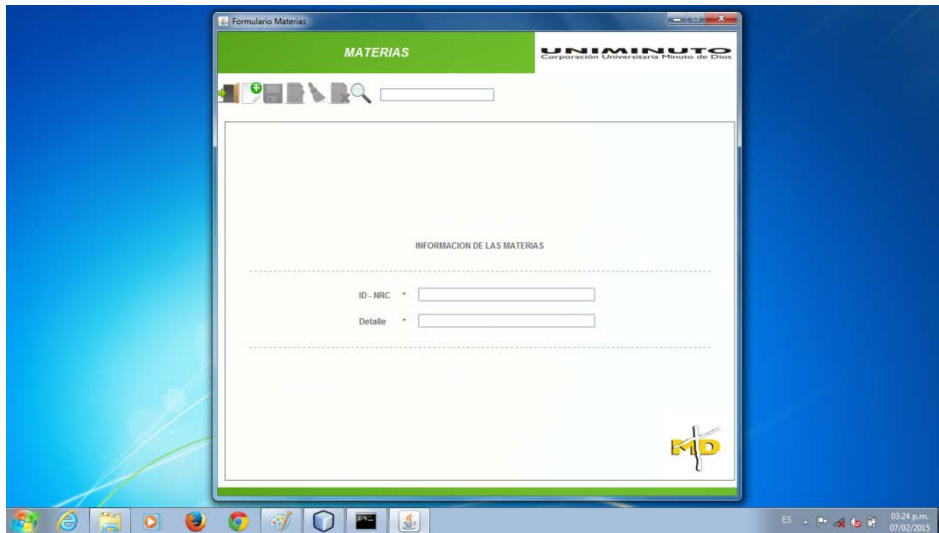 Formulario Materias
MATERIAS
UNIMINUTO
Corporación Universitaria Minuto de Dios
INFORMACION DE LAS MATERIAS
ID - NRC *
Detalle *
MD
ES
03:24 p.m.
07/02/2015